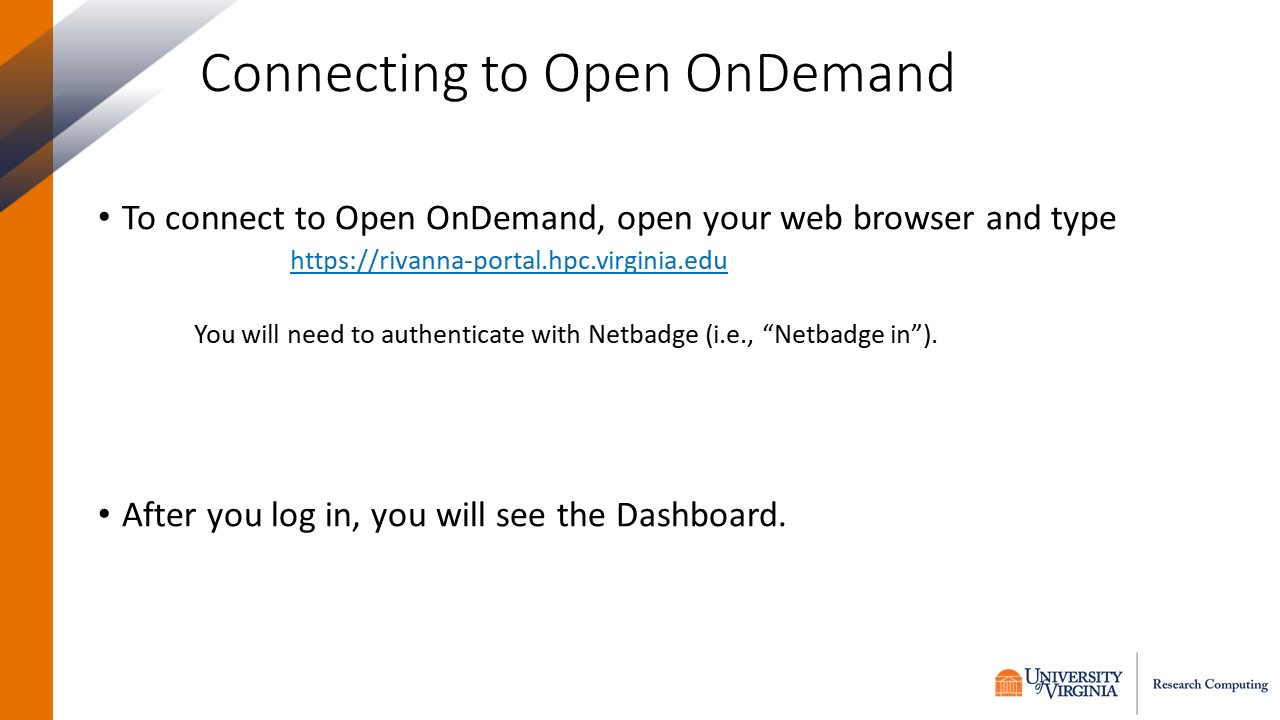 Connecting to Open OnDemand
• To connect to Open OnDemand, open your web browser and type
https://rivanna-portal.hpc.virginia.edu
You will need to authenticate with Netbadge (i.e., “Netbadge in”).
• After you log in, you will see the Dashboard.
UNIVERSITY
of VIRGINIA
Research Computing